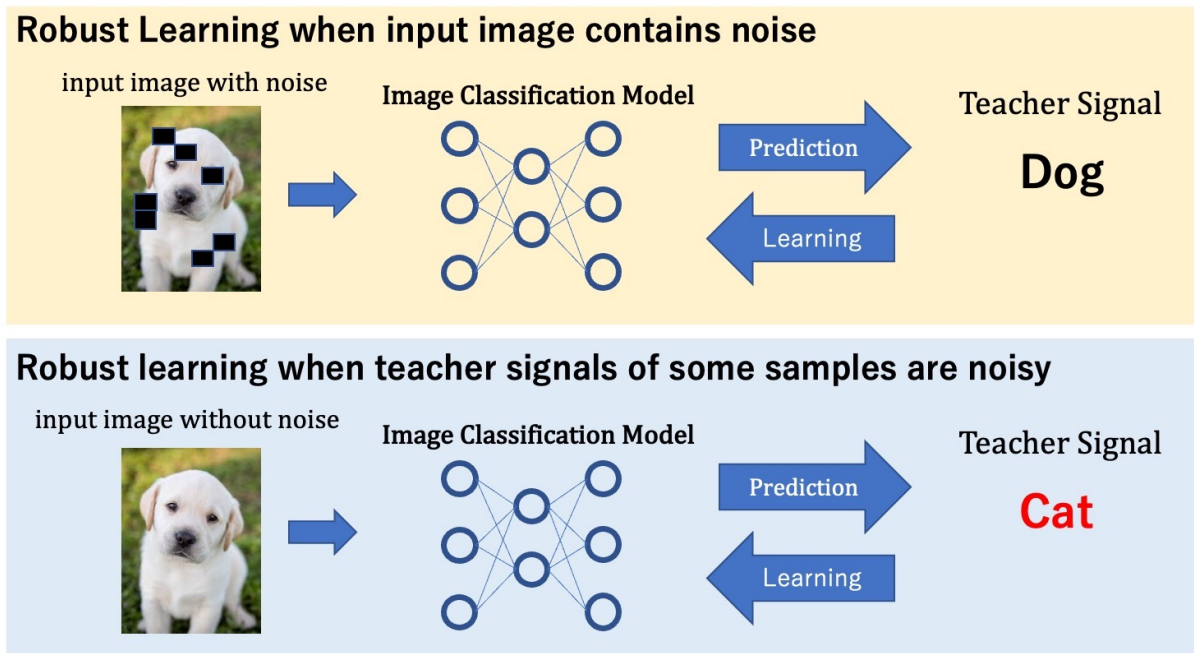 Robust Learning when input image contains noise
input image with noise
Image Classification Model
Prediction
Learning
Teacher Signal
Dog
Robust learning when teacher signals of some samples are noisy
input image without noise
Image Classification Model
Prediction
Learning
Teacher Signal
Cat